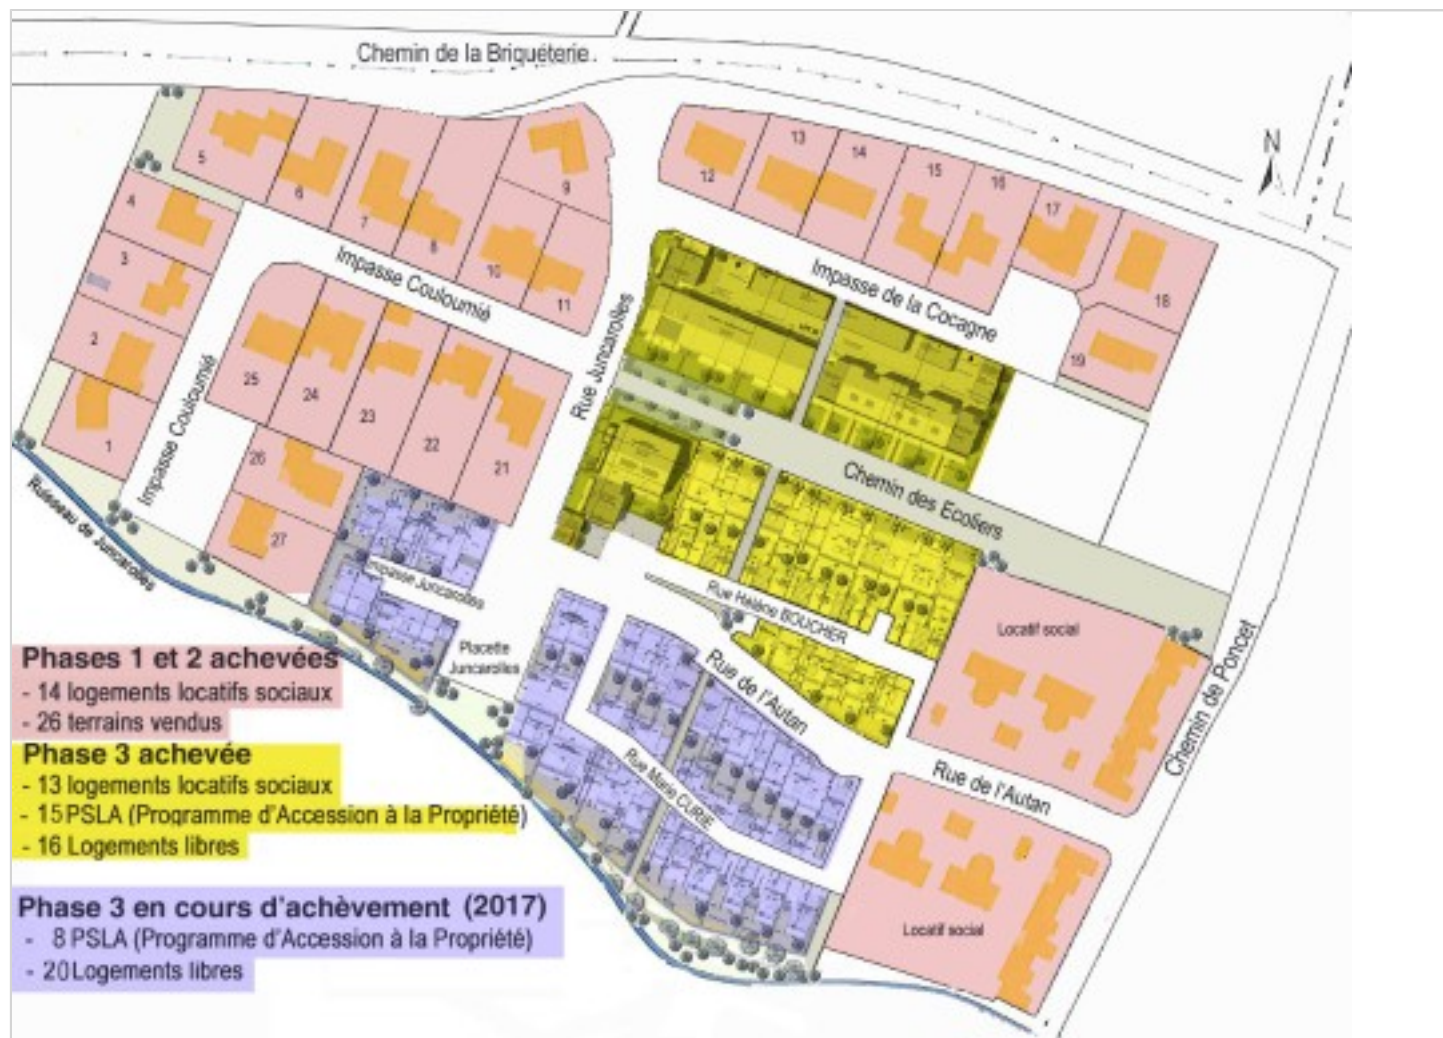 Chemin de la Briquéterie
N
5
6
7
8
9
10
11
12
13
14
15
16
17
18
19
4
3
2
1
Impasse Couloumié
Impasse Couloumié
Impasse de la Cocagne
Rue Juncarolles
25
24
23
22
21
26
27
Chemin des Ecoliers
Ruisseau de Juncarolles
Impasse Juncarolles
Placette
Juncarolles
Rue Hélène BOUCHER
Rue de l'Autan
Rue Marie CURIE
Locatif social
Rue de l'Autan
Locatif social
Chemin de Poncet
Phases 1 et 2 achevées
- 14 logements locatifs sociaux
- 26 terrains vendus
Phase 3 achevée
- 13 logements locatifs sociaux
- 15 PSLA (Programme d'Accession à la Propriété)
- 16 Logements libres
Phase 3 en cours d'achèvement (2017)
- 8 PSLA (Programme d'Accession à la Propriété)
- 20 Logements libres